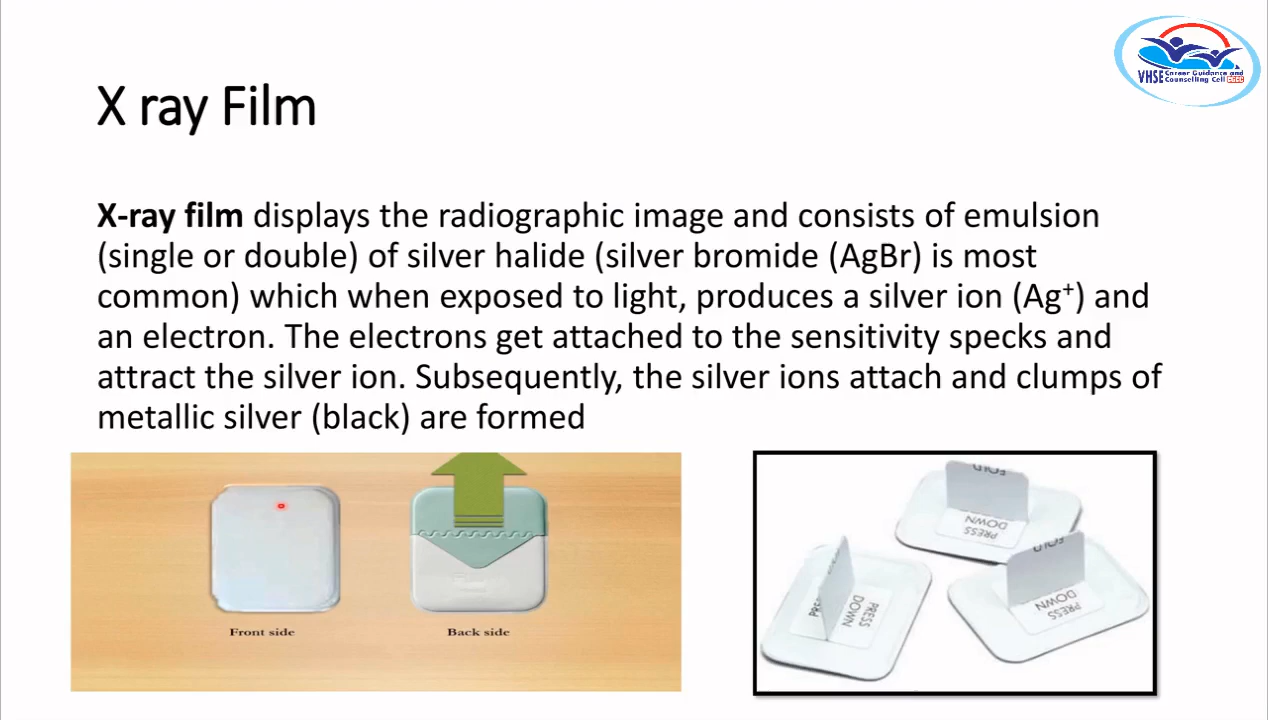 VHSE Career Guidance and
Counselling Cell CGCC
X ray Film
X-ray film displays the radiographic image and consists of emulsion
(single or double) of silver halide (silver bromide (AgBr) is most
common) which when exposed to light, produces a silver ion (Ag⁺) and
an electron. The electrons get attached to the sensitivity specks and
attract the silver ion. Subsequently, the silver ions attach and clumps of
metallic silver (black) are formed
Front side
Back side
FOLD
PRESS
DOWN
FOLD
PRESS
DOWN
PRESS
DOWN